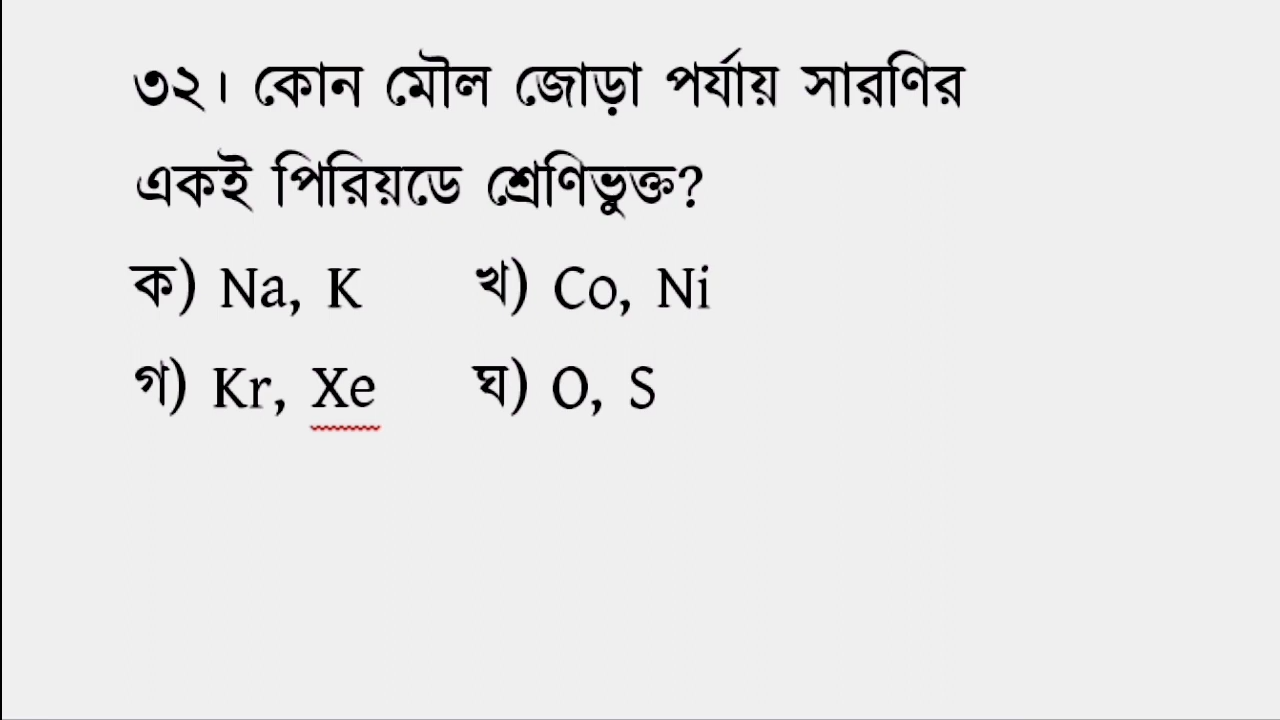 ৩২। কোন মৌল জোড়া পর্যায় সারণির
একই পিরিয়ডে শ্রেণিভুক্ত?
ক) Na, K খ) Co, Ni
গ) Kr, Xe ঘ) O, S